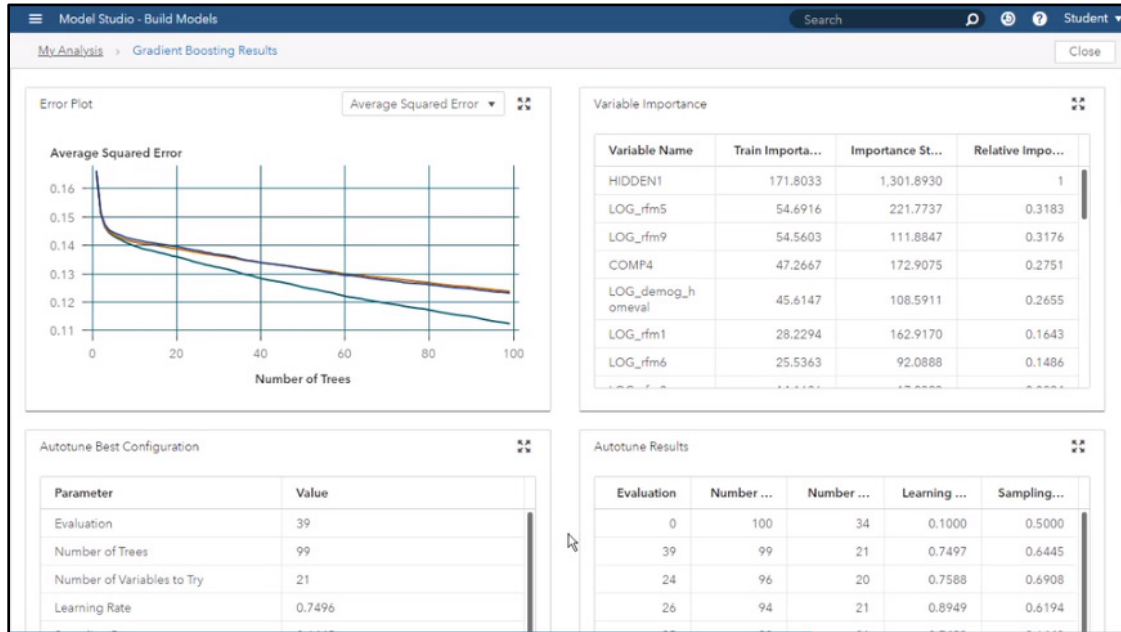 Model Studio - Build Models
Search
Student
My Analysis > Gradient Boosting Results
Close
Error Plot
Average Squared Error
Average Squared Error
0.16
0.15
0.14
0.13
0.12
0.11
0 20 40 60 80 100
Number of Trees
Variable Importance
Variable Name Train Importa... Importance St... Relative Impo...
HIDDEN1 171.8033 1,301.8930 1
LOG_rfm5 54.6916 221.7737 0.3183
LOG_rfm9 54.5603 111.8847 0.3176
COMP4 47.2667 172.9075 0.2751
LOG_demog_h
omeval 45.6147 108.5911 0.2655
LOG_rfm1 28.2294 162.9170 0.1643
LOG_rfm6 25.5363 92.0888 0.1486
Autotune Best Configuration
Parameter Value
Evaluation 39
Number of Trees 99
Number of Variables to Try 21
Learning Rate 0.7496
Autotune Results
Evaluation Number ... Number ... Learning ... Sampling...
0 100 34 0.1000 0.5000
39 99 21 0.7497 0.6445
24 96 20 0.7588 0.6908
26 94 21 0.8949 0.6194